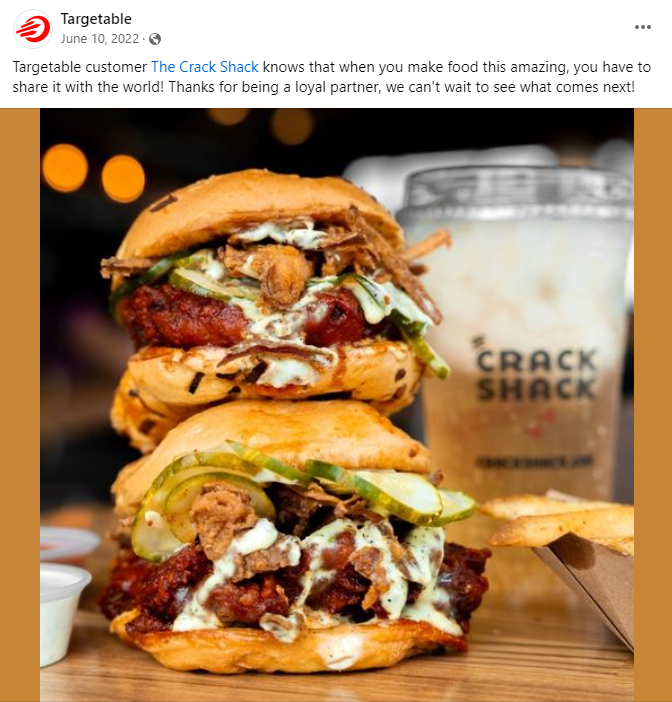 Targetable
June 10, 2022 ·
Targetable customer The Crack Shack knows that when you make food this amazing, you have to
share it with the world! Thanks for being a loyal partner, we can't wait to see what comes next!
CRACK
SHACK